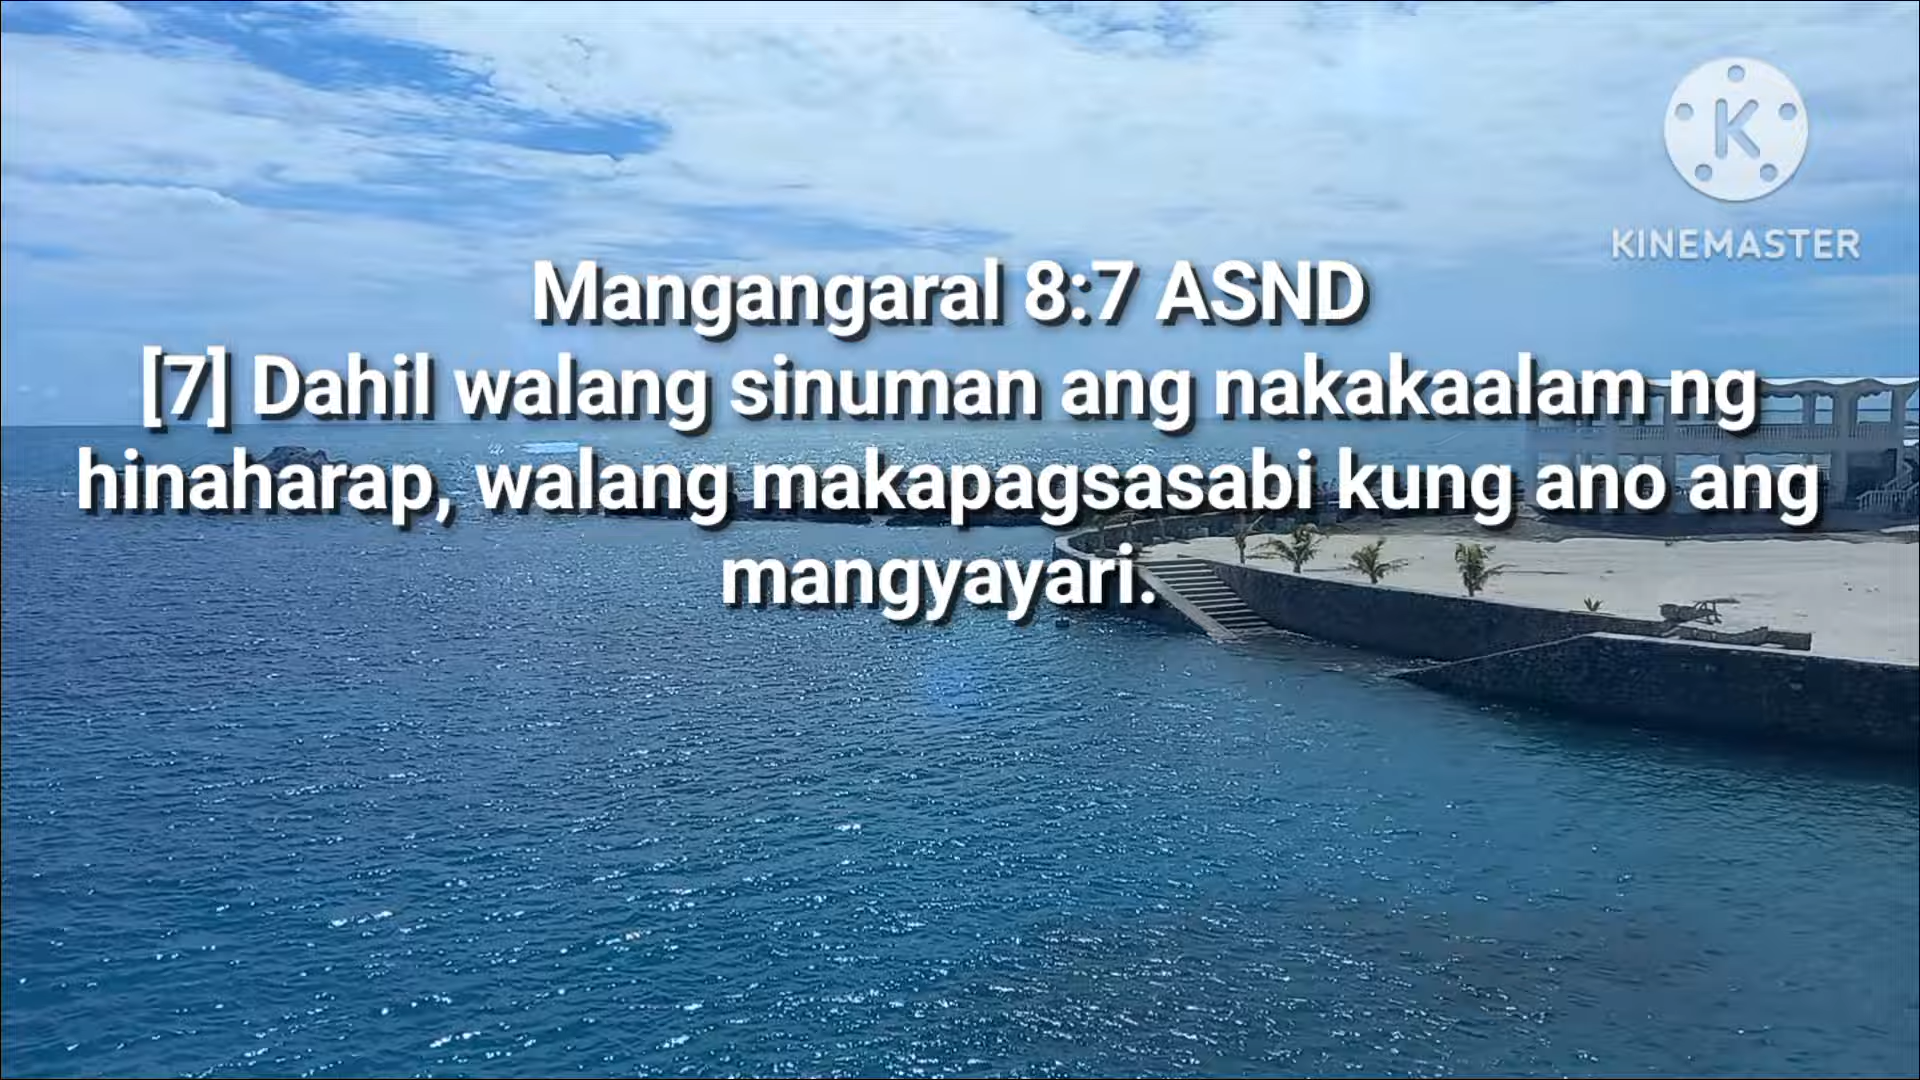 K
KINEMASTER
Mangangaral 8:7 ASND
[7] Dahil walang sinuman ang nakakaalam ng
hinaharap, walang makapagsasabi kung ano ang
mangyayari.